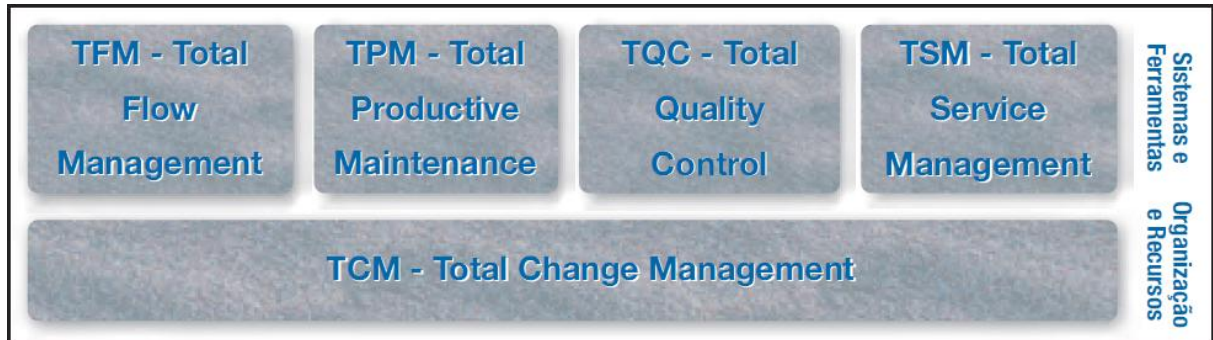 TFM - Total
Flow
Management
TPM - Total
Productive
Maintenance
TQC - Total
Quality
Control
TSM - Total
Service
Management
Sistemas e
Ferramentas
TCM - Total Change Management
Organização
e Recursos